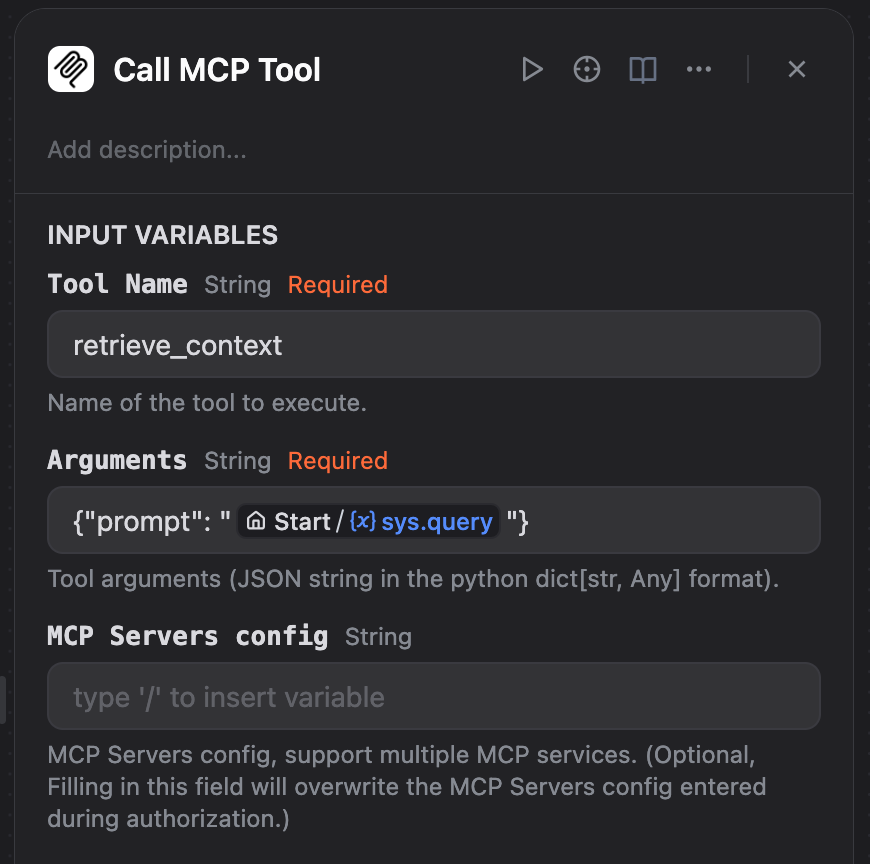 Call MCP Tool
Add description...
INPUT VARIABLES
Tool Name String Required
retrieve_context
Name of the tool to execute.
Arguments String Required
{"prompt": " Start / {x} sys.query "}
Tool arguments (JSON string in the python dict[str, Any] format).
MCP Servers config String
type '/' to insert variable
MCP Servers config, support multiple MCP services. (Optional,
Filling in this field will overwrite the MCP Servers config entered
during authorization.)